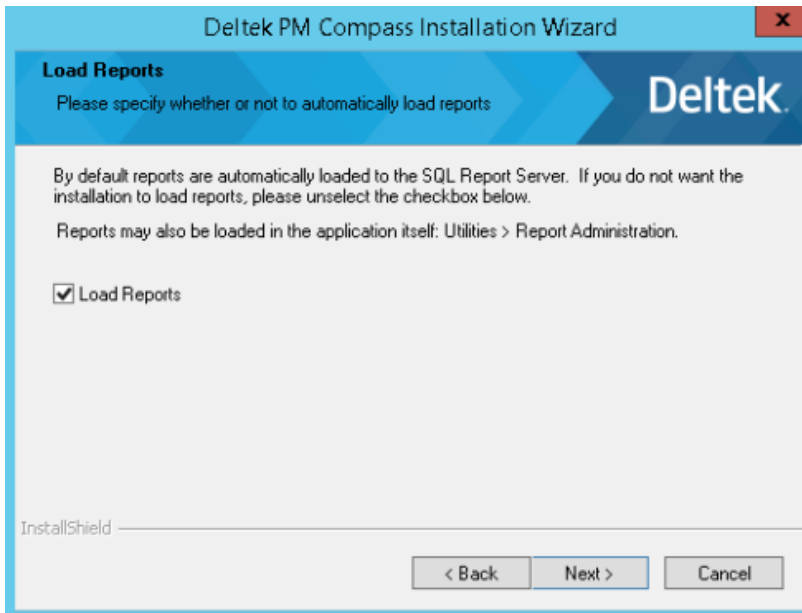 Deltek PM Compass Installation Wizard
x
Load Reports
Please specify whether or not to automatically load reports
Deltek.
By default reports are automatically loaded to the SQL Report Server. If you do not want the
installation to load reports, please unselect the checkbox below.
Reports may also be loaded in the application itself: Utilities > Report Administration.
Load Reports
InstallShield
< Back Next > Cancel